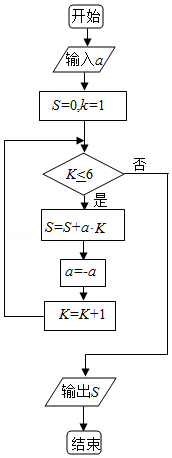 开始
输入a
S=0,k=1
K≤6
否
是
S=S+a·K
a=-a
K=K+1
输出S
结束